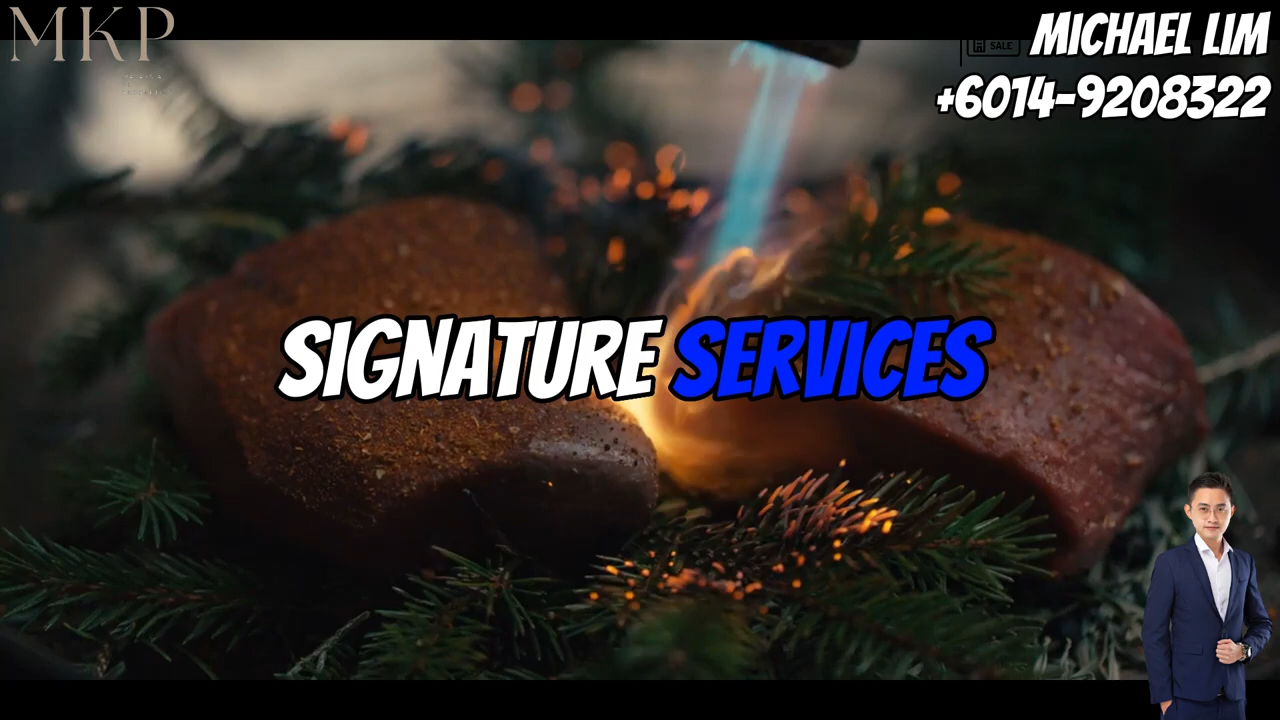 MKP
SALE
MICHAEL LIM
+6014-9208322
SIGNATURE SERVICES